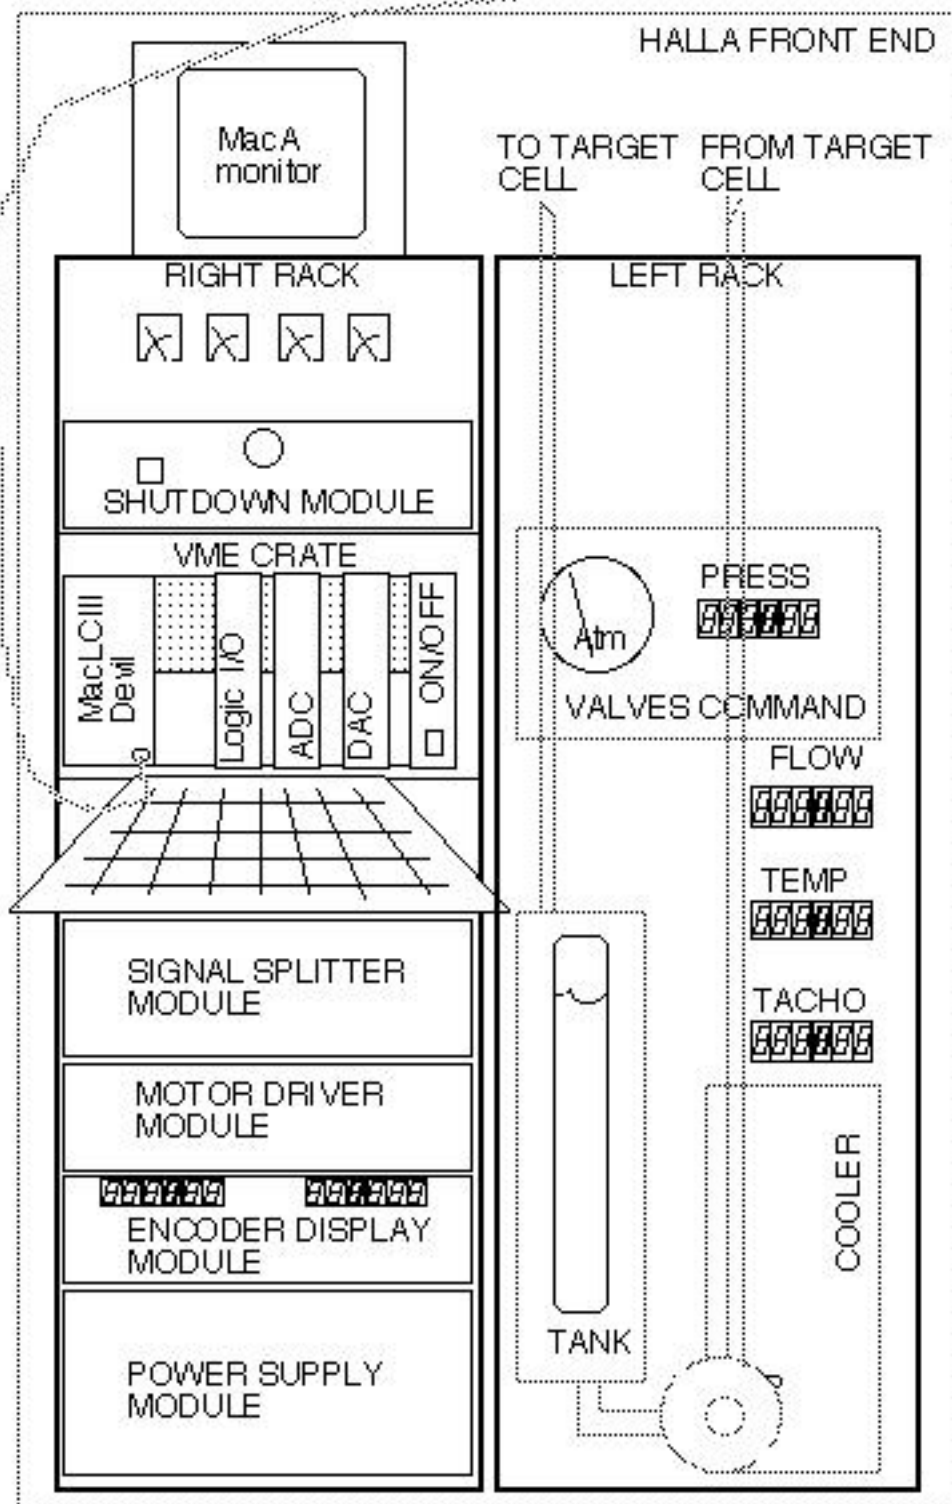 HALLA FRONT END
MacA
monitor
TO TARGET
CELL
FROM TARGET
CELL
RIGHT RACK
LEFT RACK
SHUTDOWN MODULE
VME CRATE
MacLCIII
Devil
Logic I/O
ADC
DAC
ON/OFF
Atm
PRESS
VALVES COMMAND
FLOW
TEMP
TACHO
SIGNAL SPLITTER
MODULE
MOTOR DRIVER
MODULE
ENCODER DISPLAY
MODULE
POWER SUPPLY
MODULE
TANK
COOLER